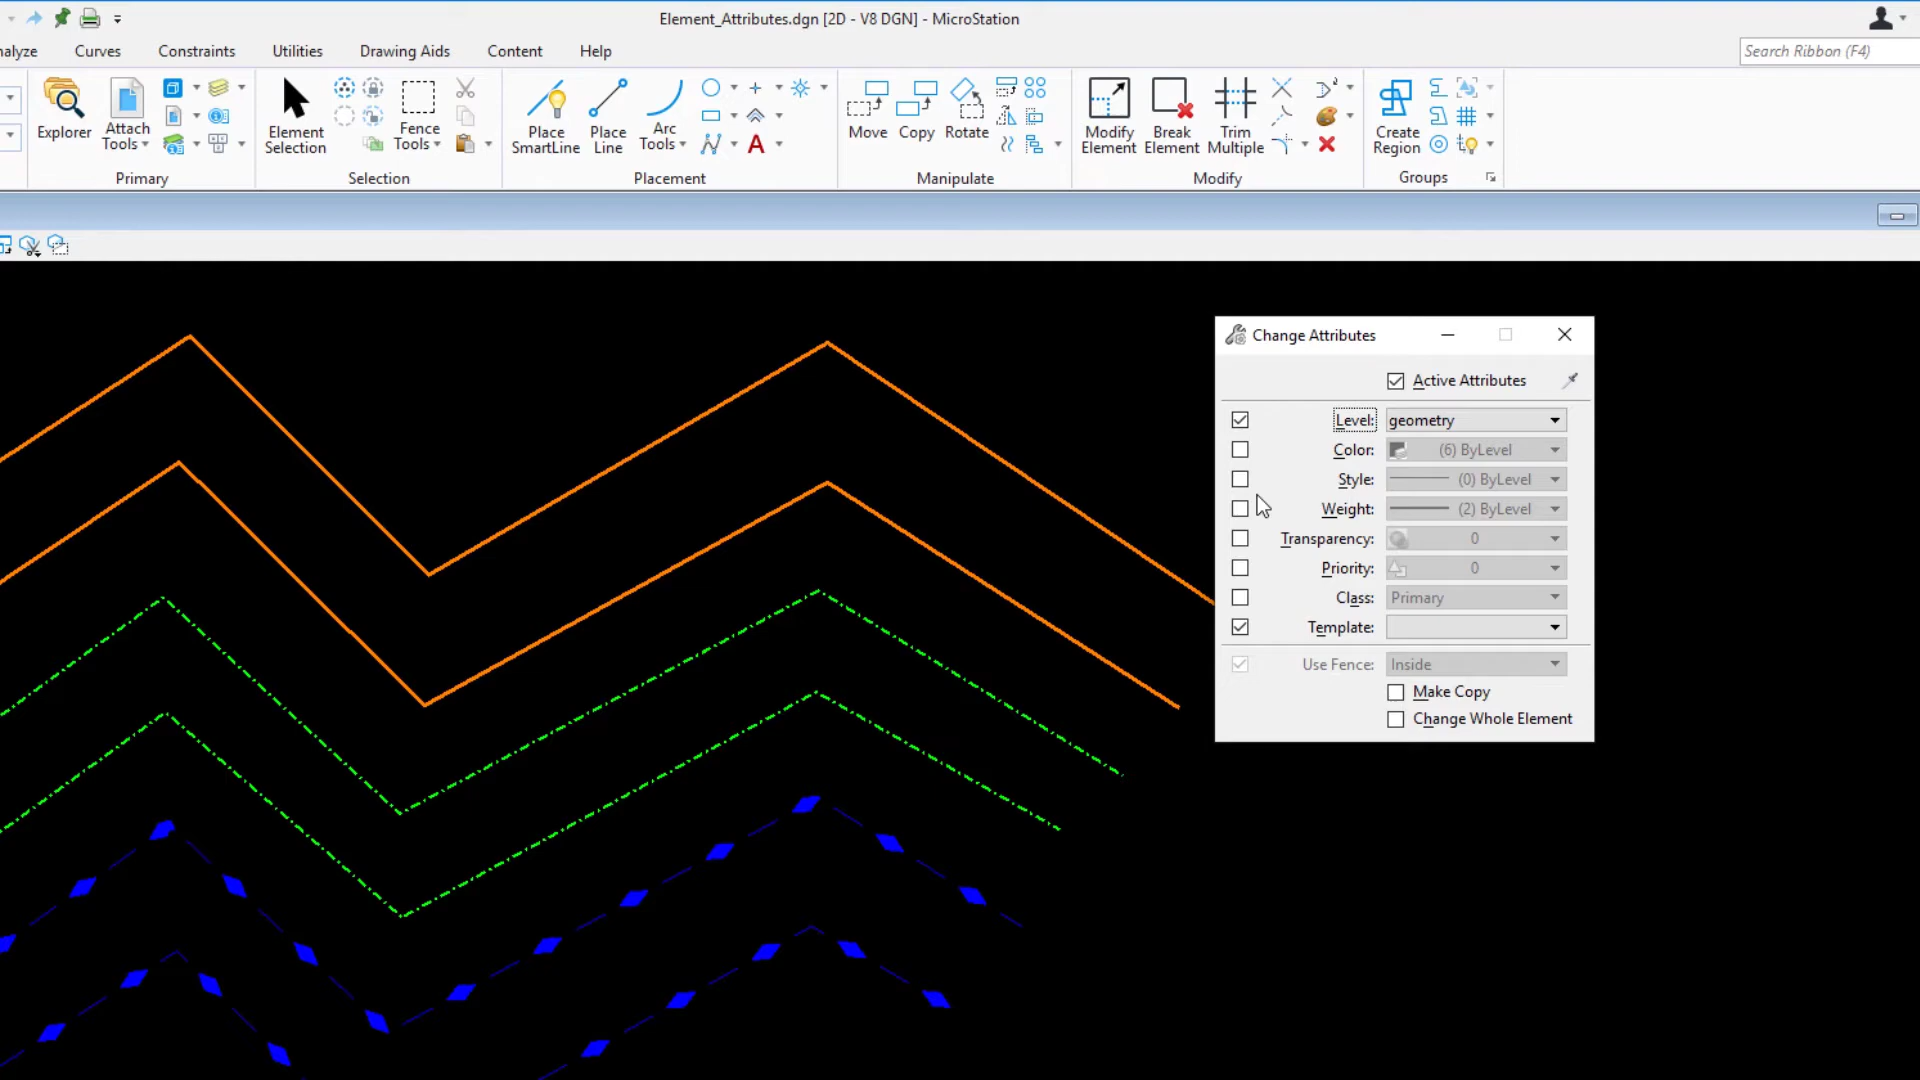 Element_Attributes.dgn [2D - V8 DGN] - MicroStation
nalyze Curves Constraints Utilities Drawing Aids Content Help
Search Ribbon (F4)
Explorer
Attach
Tools
Primary
Element
Selection
Fence
Tools
Selection
Place
SmartLine
Place
Line
Arc
Tools
A
Placement
Move
Copy
Rotate
Manipulate
Modify
Element
Break
Element
Trim
Multiple
Modify
Create
Region
Groups
Change Attributes
Active Attributes
Level: geometry
Color: (6) ByLevel
Style: (0) ByLevel
Weight: (2) ByLevel
Transparency: 0
Priority: 0
Class: Primary
Template:
Use Fence: Inside
Make Copy
Change Whole Element